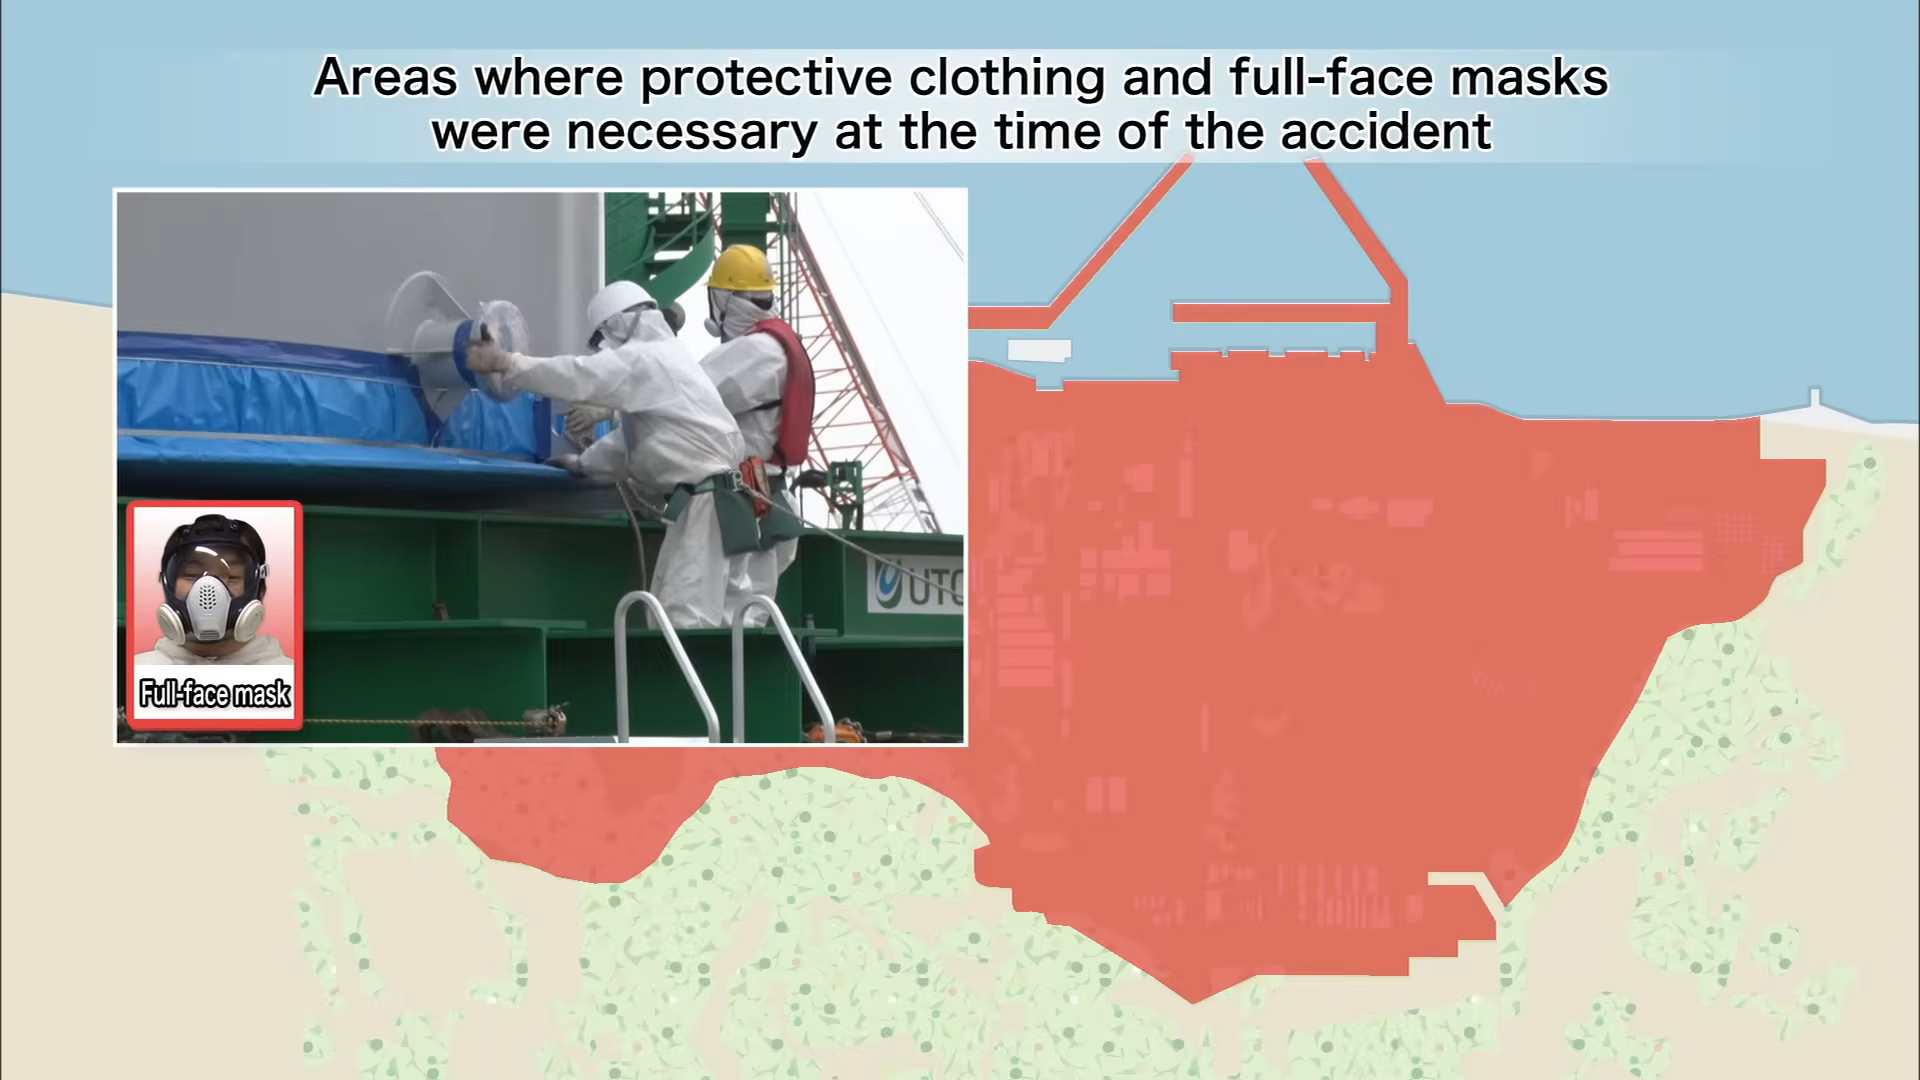 Areas where protective clothing and full-face masks
were necessary at the time of the accident
UTC
Full-face mask